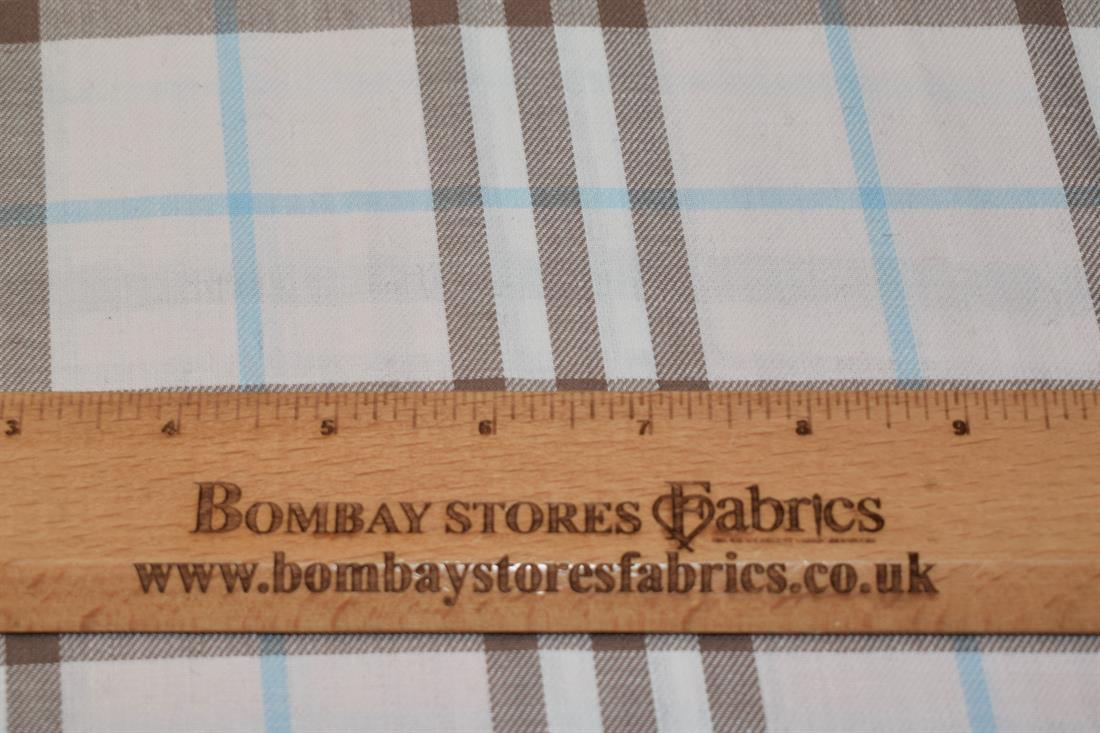 3 4 5 6 7 8 9
BOMBAY STORES Fabrics
www.bombaystoresfabrics.co.uk